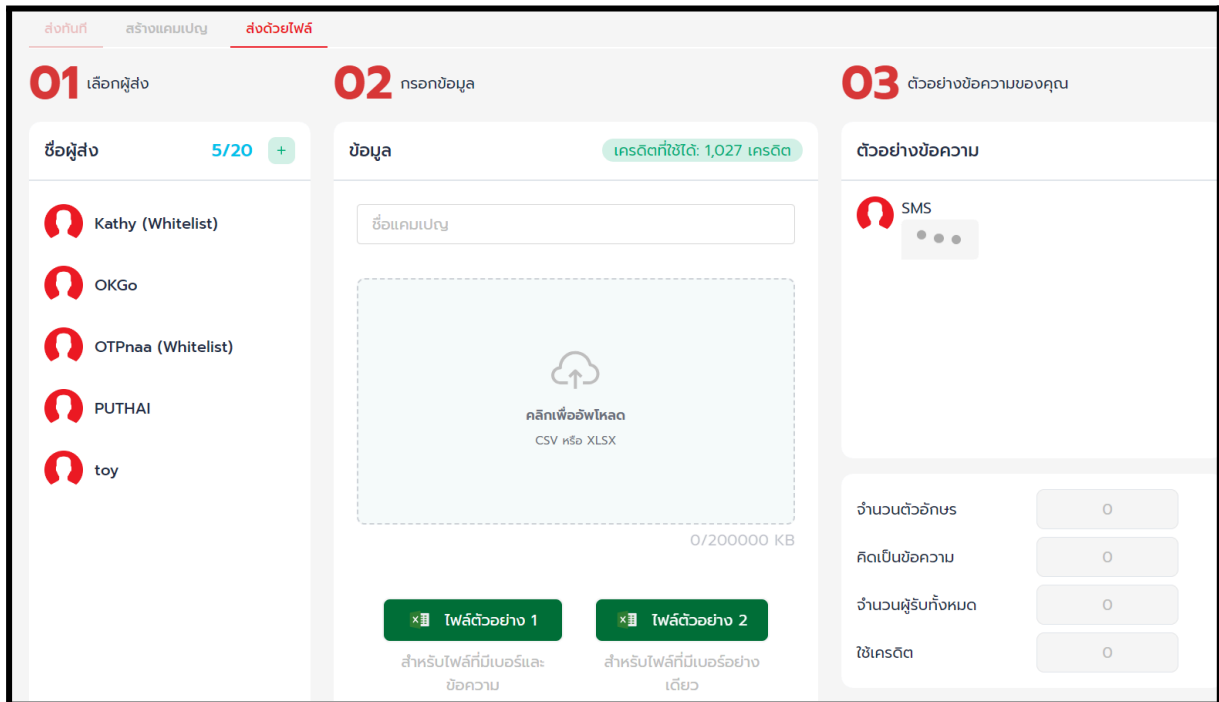 ส่งทันที
สร้างแคมเปญ
ส่งด้วยไฟล์
01 เลือกผู้ส่ง
ชื่อผู้ส่ง 5/20 +
Kathy (Whitelist)
OKGo
OTPnaa (Whitelist)
PUTHAI
toy
02 กรอกข้อมูล
ข้อมูล
เครดิตที่ใช้ได้: 1,027 เครดิต
ชื่อแคมเปญ
คลิกเพื่ออัพโหลด
CSV หรือ XLSX
0/200000 KB
ไฟล์ตัวอย่าง 1
สำหรับไฟล์ที่มีเบอร์และ
ข้อความ
ไฟล์ตัวอย่าง 2
สำหรับไฟล์ที่มีเบอร์อย่าง
เดียว
03 ตัวอย่างข้อความของคุณ
ตัวอย่างข้อความ
SMS
จำนวนตัวอักษร 0
คิดเป็นข้อความ 0
จำนวนผู้รับทั้งหมด 0
ใช้เครดิต 0